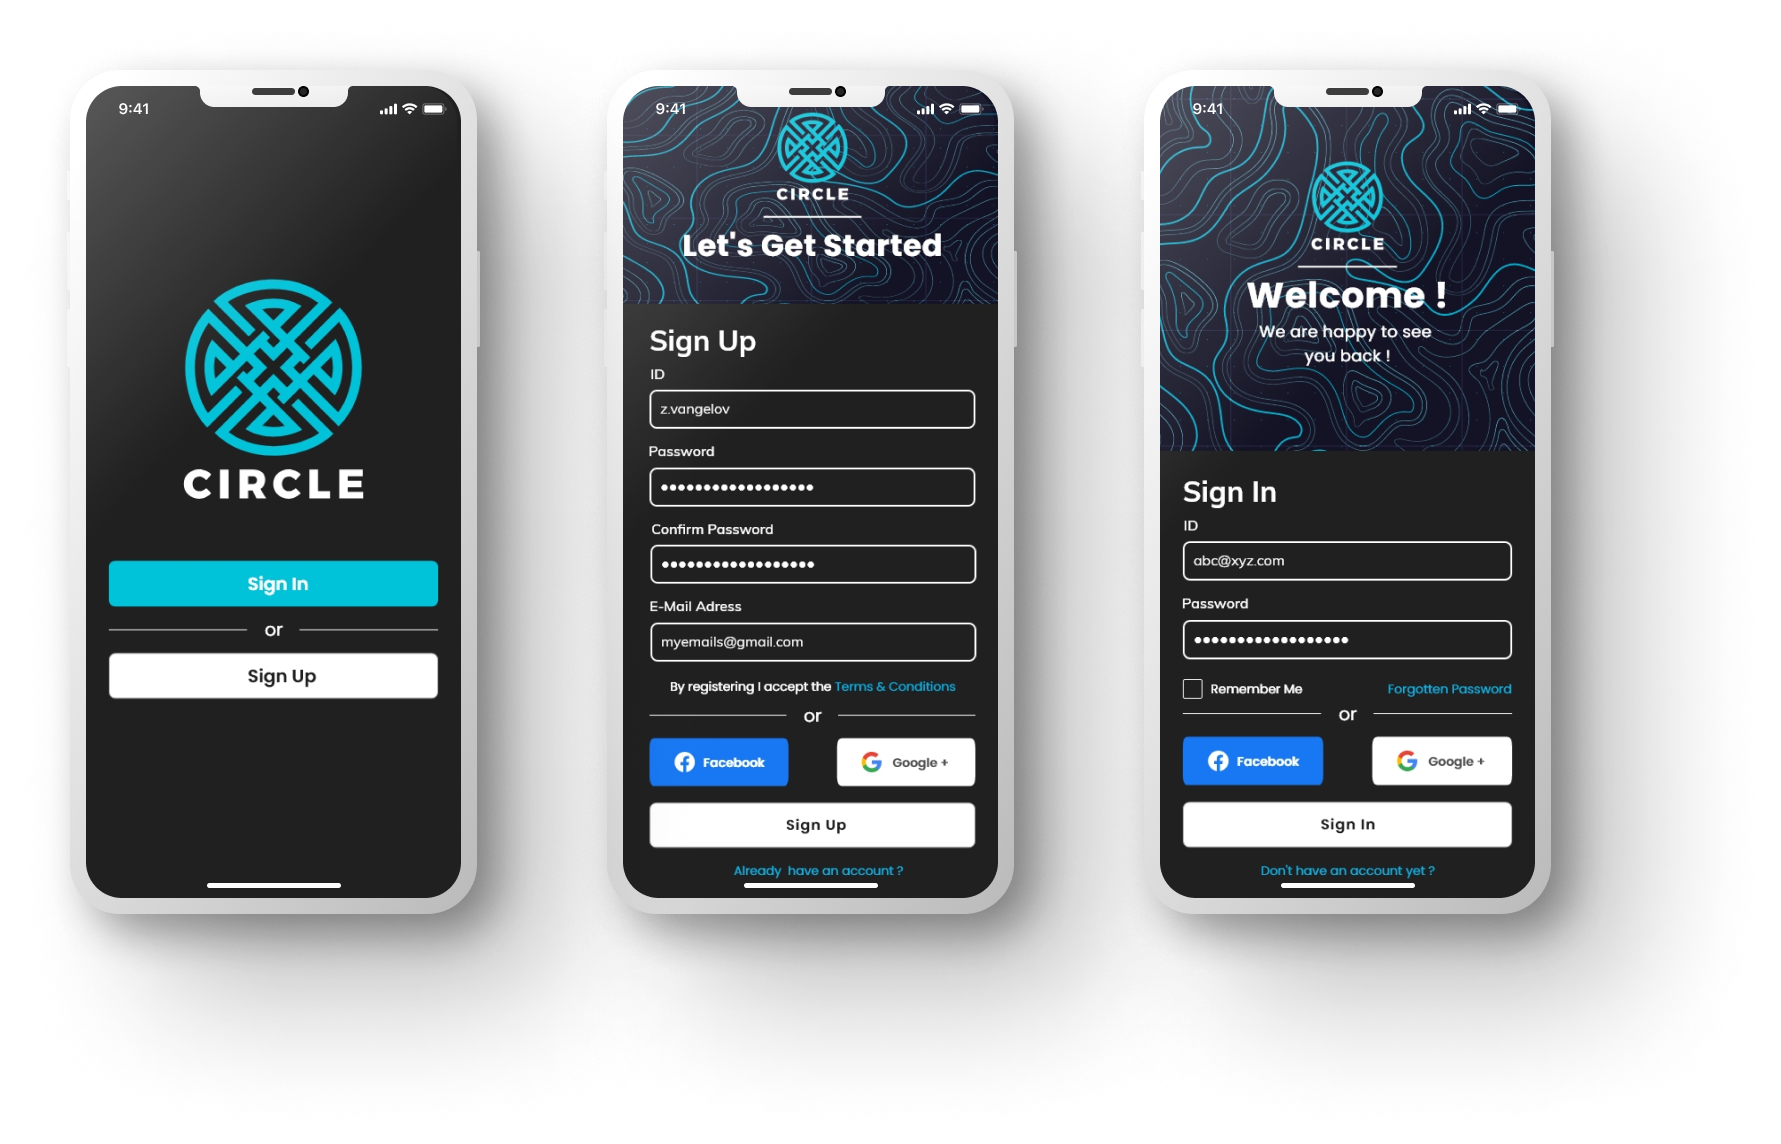 9:41
CIRCLE
Sign In
or
Sign Up
9:41
CIRCLE
Let's Get Started
Sign Up
ID
z.vangelov
Password
••••••••••••••••••
Confirm Password
••••••••••••••••••
E-Mail Adress
myemails@gmail.com
By registering I accept the Terms & Conditions
or
Facebook
Google +
Sign Up
Already have an account ?
9:41
CIRCLE
Welcome !
We are happy to see
you back !
Sign In
ID
abc@xyz.com
Password
••••••••••••••••••
Remember Me
Forgotten Password
or
Facebook
Google +
Sign In
Don't have an account yet ?